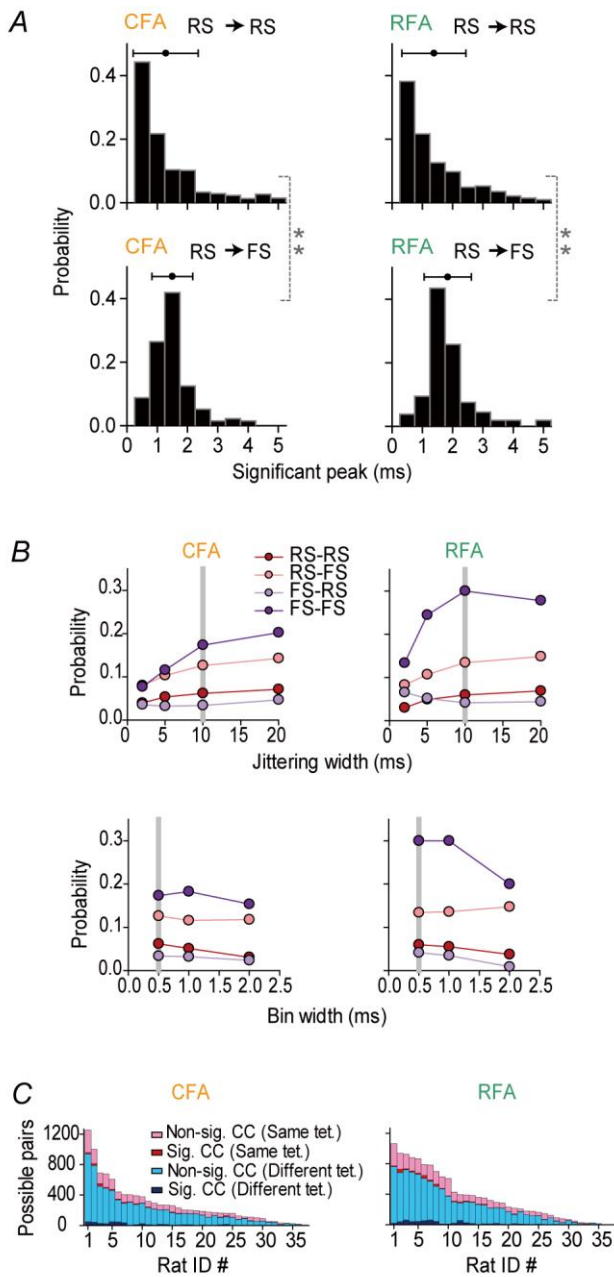 A
CFA RS → RS
RFA RS → RS
0.4
0.2
0.0
Probability
* *
* *
CFA RS → FS
RFA RS → FS
0.4
0.2
0.0
0 1 2 3 4 5
0 1 2 3 4 5
Significant peak (ms)
B
CFA
RFA
RS-RS
RS-FS
FS-RS
FS-FS
0.3
0.2
0.1
0.0
Probability
0 5 10 15 20
0 5 10 15 20
Jittering width (ms)
0.3
0.2
0.1
0.0
Probability
0.0 0.5 1.0 1.5 2.0 2.5
0.0 0.5 1.0 1.5 2.0 2.5
Bin width (ms)
C
CFA
RFA
Possible pairs
1200
800
400
0
Non-sig. CC (Same tet.)
Sig. CC (Same tet.)
Non-sig. CC (Different tet.)
Sig. CC (Different tet.)
1 5 10 15 20 25 30 35
1 5 10 15 20 25 30 35
Rat ID #
Rat ID #